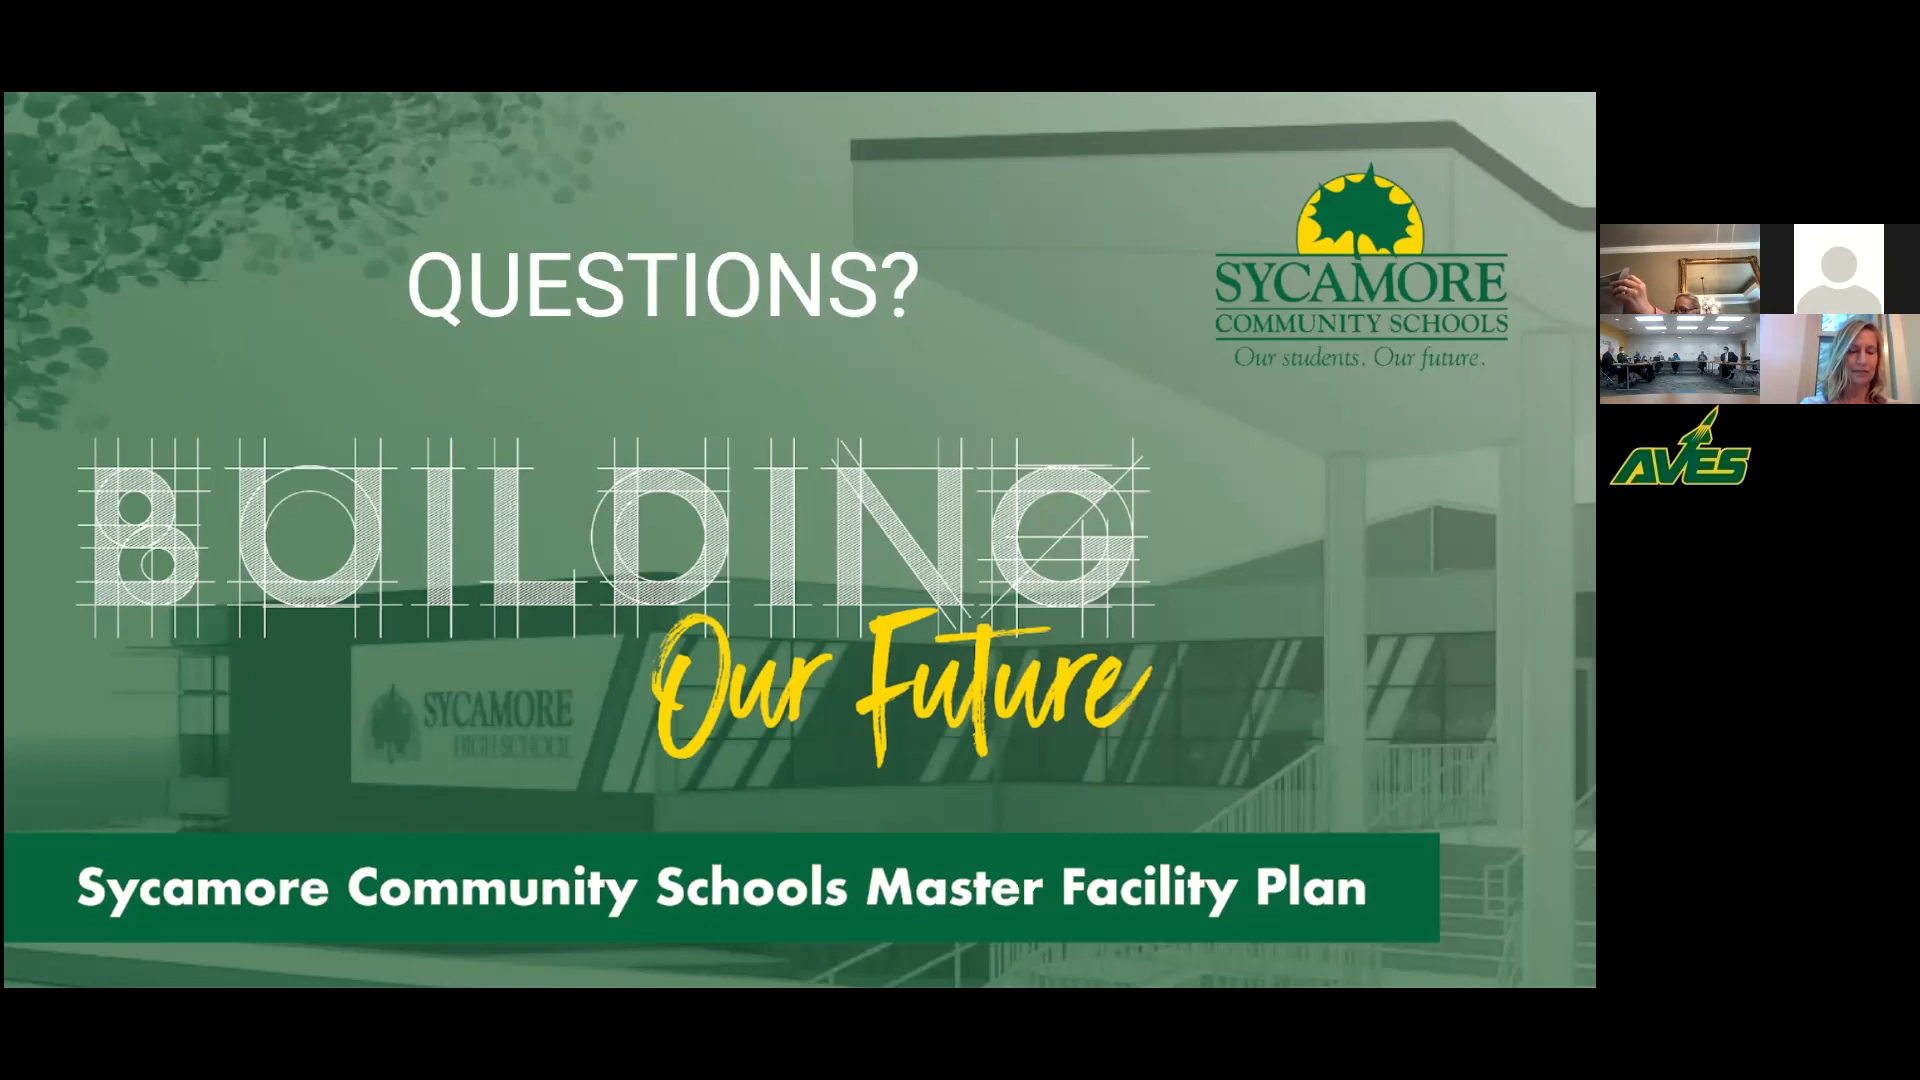 QUESTIONS?
SYCAMORE
COMMUNITY SCHOOLS
Our students. Our future.
BUILDING
Our Future
SYCAMORE
HIGH SCHOOL
Sycamore Community Schools Master Facility Plan
AVES